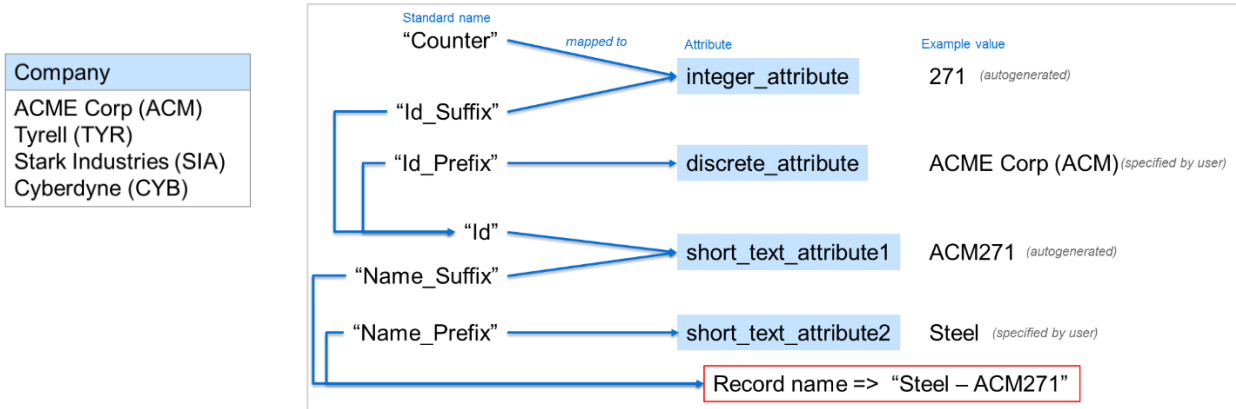 Company
ACME Corp (ACM)
Tyrell (TYR)
Stark Industries (SIA)
Cyberdyne (CYB)
Standard name
“Counter”
mapped to
Attribute
Example value
integer_attribute
271 (autogenerated)
“Id_Suffix”
“Id_Prefix”
discrete_attribute
ACME Corp (ACM) (specified by user)
“Id”
short_text_attribute1
ACM271 (autogenerated)
“Name_Suffix”
“Name_Prefix”
short_text_attribute2
Steel (specified by user)
Record name => “Steel – ACM271”